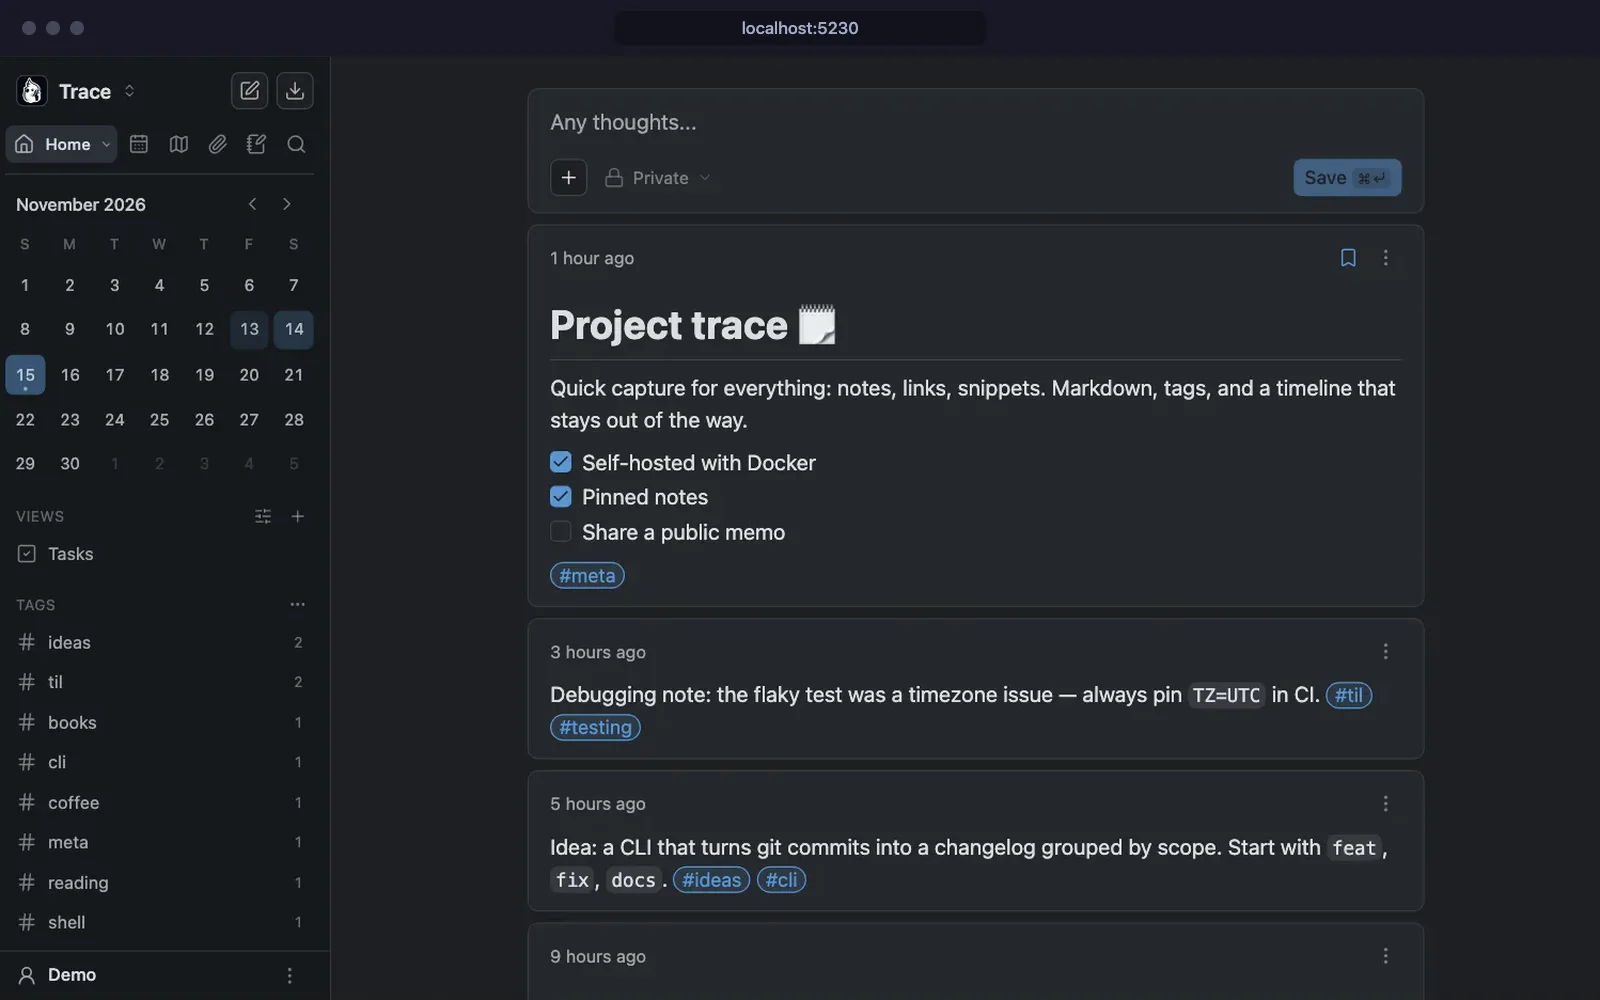 localhost:5230
Trace
Home
November 2026
S M T W T F S
1 2 3 4 5 6 7
8 9 10 11 12 13 14
15 16 17 18 19 20 21
22 23 24 25 26 27 28
29 30 1 2 3 4 5
VIEWS
Tasks
TAGS
# ideas 2
# til 2
# books 1
# cli 1
# coffee 1
# meta 1
# reading 1
# shell 1
Demo
Any thoughts...
Private
Save ⌘↵
1 hour ago
Project trace
Quick capture for everything: notes, links, snippets. Markdown, tags, and a timeline that
stays out of the way.
Self-hosted with Docker
Pinned notes
Share a public memo
#meta
3 hours ago
Debugging note: the flaky test was a timezone issue — always pin TZ=UTC in CI. #til
#testing
5 hours ago
Idea: a CLI that turns git commits into a changelog grouped by scope. Start with feat,
fix, docs. #ideas #cli
9 hours ago